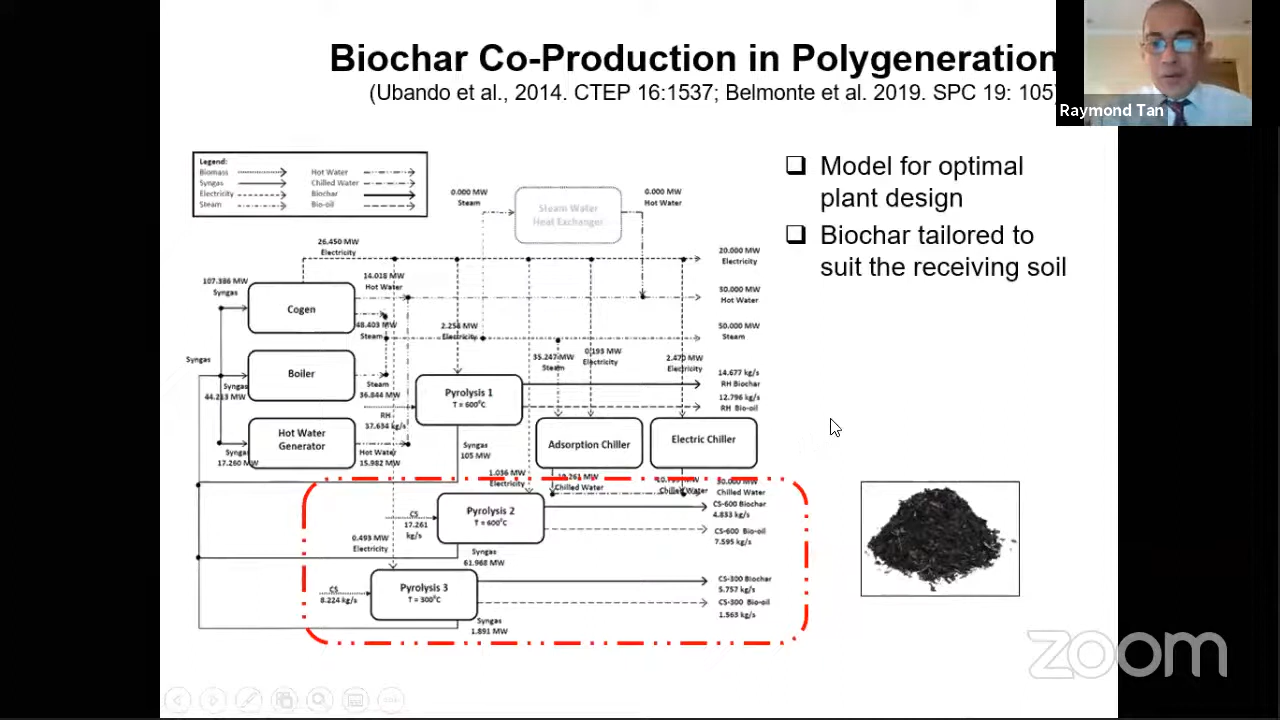 Biochar Co-Production in Polygeneration
(Ubando et al., 2014. CTEP 16:1537; Belmonte et al. 2019. SPC 19: 105
Raymond Tan
Model for optimal
plant design
Biochar tailored to
suit the receiving soil
Legend:
Biomass
Hot Water
Syngas
Chilled Water
Electricity
Biochar
Steam
Bio-oil
0.000 MW
Steam
Steam Water
Heat Exchanger
0.000 MW
Hot Water
26.450 MW
Electricity
20.000 MW
Electricity
107.386 MW
Syngas
14.018 MW
Hot Water
50.000 MW
Hot Water
Cogen
48.403 MW
Steam
2.254 MW
Electricity
50.000 MW
Steam
Syngas
Boiler
Syngas
44.213 MW
Steam
36.844 MW
35.247 MW
Steam
0.193 MW
Electricity
2.470 MW
Electricity
Pyrolysis 1
T = 600°C
14.677 kg/s
RH Biochar
12.796 kg/s
RH Bio-oil
RH
37.634 kg/s
Hot Water
Generator
Syngas
17.260 MW
Hot Water
15.982 MW
Syngas
105 MW
Adsorption Chiller
Electric Chiller
1.036 MW
Electricity
Chilled Water
Chilled Water
30.000 MW
Chilled Water
Pyrolysis 2
T = 600°C
CS
17.261
kg/s
CS-600 Biochar
4.833 kg/s
CS-600 Bio-oil
7.595 kg/s
0.493 MW
Electricity
Syngas
61.968 MW
Pyrolysis 3
T = 300°C
CS
8.224 kg/s
CS-300 Biochar
5.757 kg/s
CS-300 Bio-oil
1.563 kg/s
Syngas
1.891 MW
zoom